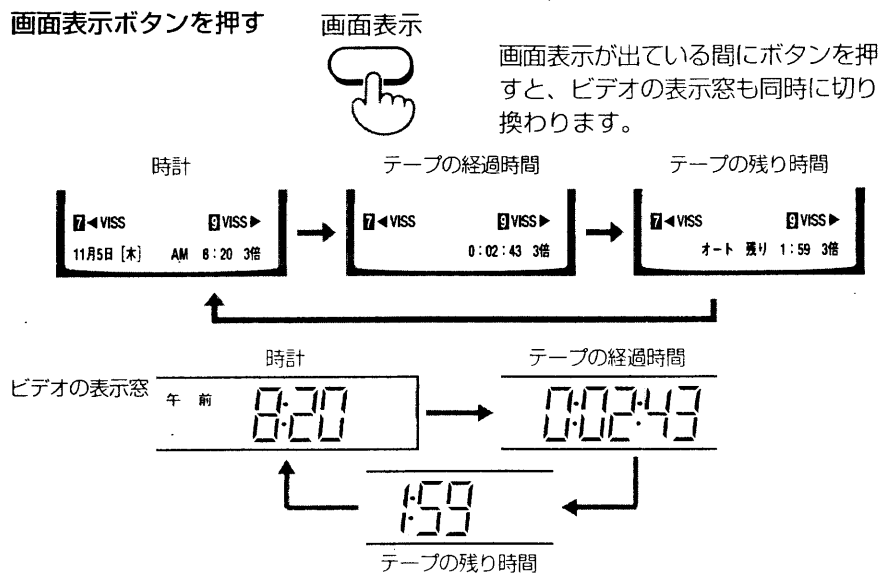 画面表示ボタンを押す
画面表示
画面表示が出ている間にボタンを押
すと、ビデオの表示窓も同時に切り
換わります。
時計
テープの経過時間
テープの残り時間
7◀VISS 9VISS▶
11月5日 [木] AM 8:20 3倍
7◀VISS 9VISS▶
0:02:43 3倍
7◀VISS 9VISS▶
オート 残り 1:59 3倍
時計
テープの経過時間
ビデオの表示窓
午 前 8:20
0:02:43
1:59
テープの残り時間